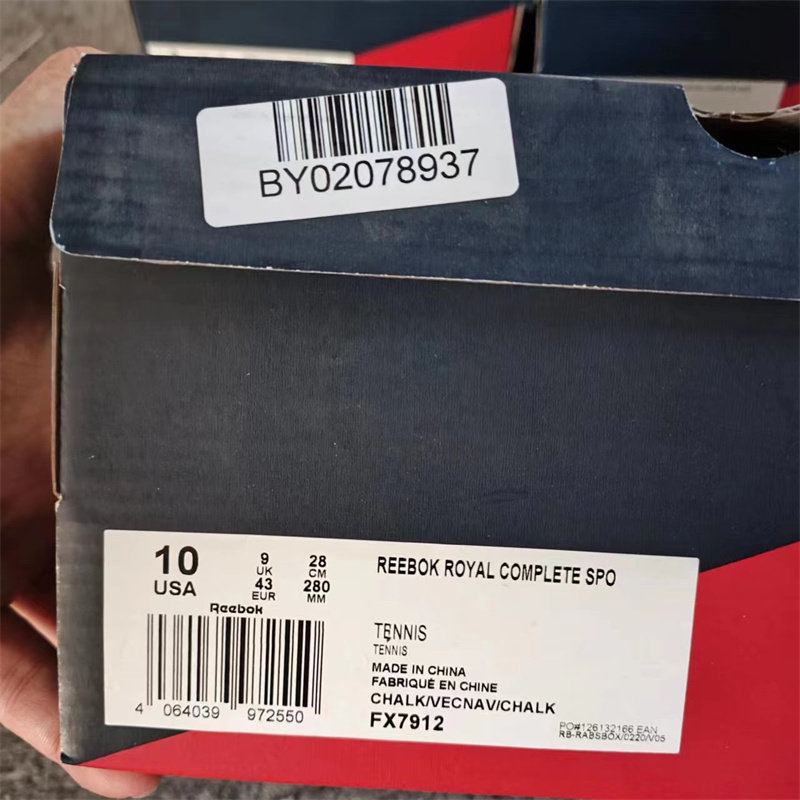 BY02078937
10
USA
9
UK
43
EUR
28
CM
280
MM
Reebok
4 064039 972550
REEBOK ROYAL COMPLETE SPO
TENNIS
TENNIS
MADE IN CHINA
FABRIQUÉ EN CHINE
CHALK/VECNAV/CHALK
FX7912
PO#126132166 EAN
RB-RABSBOX/0220/V05